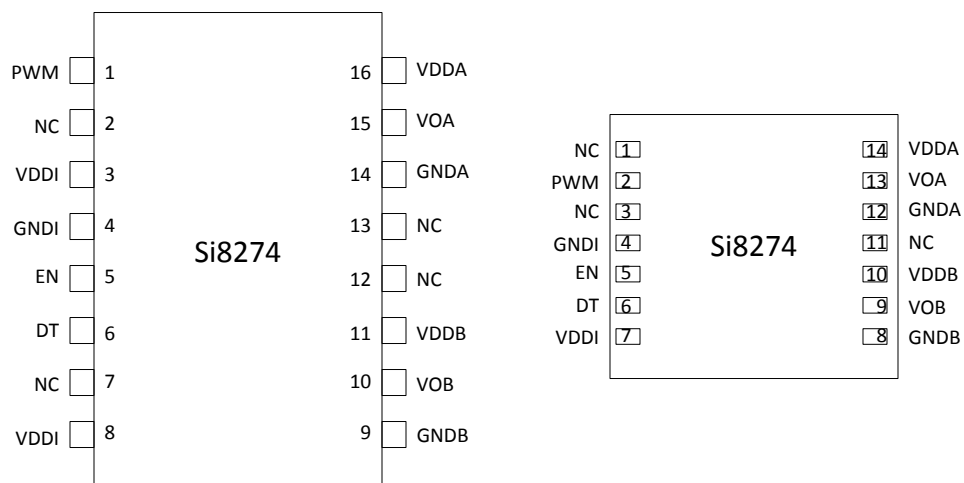 PWM 1 16 VDDA
NC 2 15 VOA
VDDI 3 14 GNDA
GNDI 4 13 NC
Si8274
EN 5 12 NC
DT 6 11 VDDB
NC 7 10 VOB
VDDI 8 9 GNDB
NC 1 14 VDDA
PWM 2 13 VOA
NC 3 12 GNDA
GNDI 4 Si8274 11 NC
EN 5 10 VDDB
DT 6 9 VOB
VDDI 7 8 GNDB